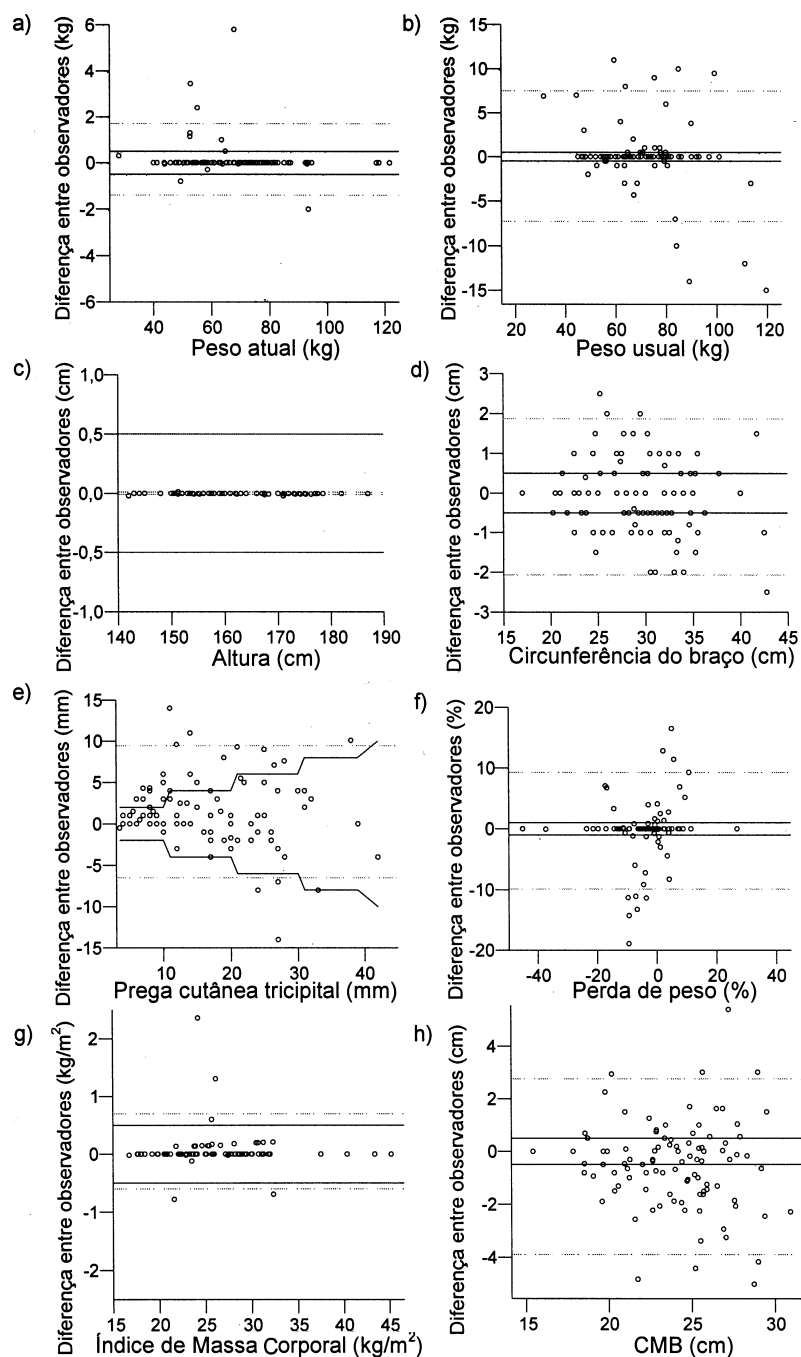 a)
Diferença entre observadores (kg)
6
4
2
0
-2
-4
-6
40 60 80 100 120
Peso atual (kg)
b)
Diferença entre observadores (kg)
15
10
5
0
-5
-10
-15
20 40 60 80 100 120
Peso usual (kg)
c)
Diferença entre observadores (cm)
1,0
0,5
0,0
-0,5
-1,0
140 150 160 170 180 190
Altura (cm)
d)
Diferença entre observadores (cm)
3
2
1
0
-1
-2
-3
15 20 25 30 35 40 45
Circunferência do braço (cm)
e)
Diferença entre observadores (mm)
15
10
5
0
-5
-10
-15
10 20 30 40
Prega cutânea tricipital (mm)
f)
Diferença entre observadores (%)
20
10
0
-10
-20
-40 -20 0 20 40
Perda de peso (%)
g)
Diferença entre observadores (kg/m²)
2
1
0
-1
-2
15 20 25 30 35 40 45
Índice de Massa Corporal (kg/m²)
h)
Diferença entre observadores (cm)
4
0
-4
15 20 25 30
CMB (cm)